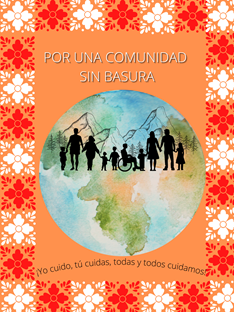 POR UNA COMUNIDAD
SIN BASURA
¡Yo cuido, tú cuidas, todas y todos cuidamos!